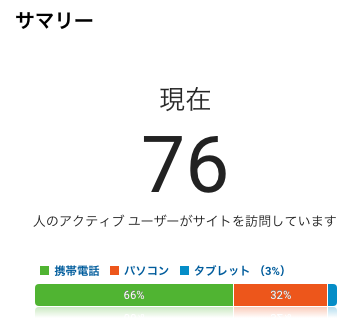 サマリー
現在
76
人のアクティブ ユーザーがサイトを訪問しています
携帯電話 パソコン タブレット （3%）
66% 32%